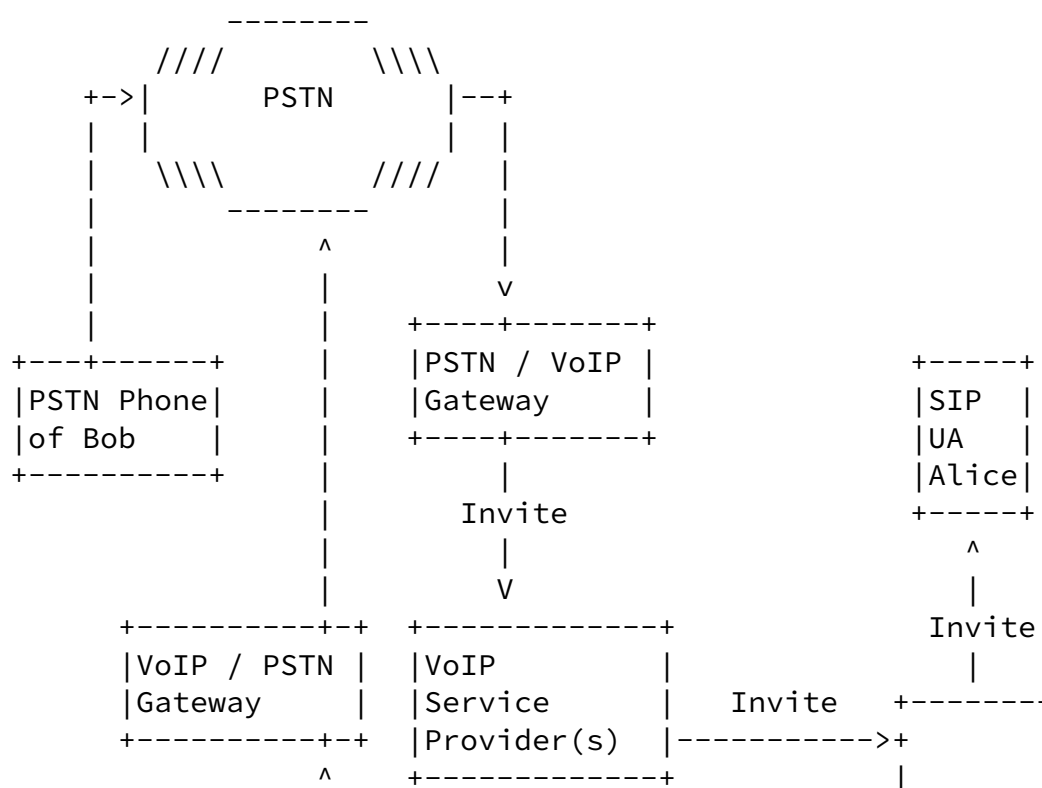 PSTN
PSTN / VoIP
Gateway
PSTN Phone
of Bob
SIP
UA
Alice
Invite
Invite
VoIP / PSTN
Gateway
VoIP
Service
Provider(s)
Invite